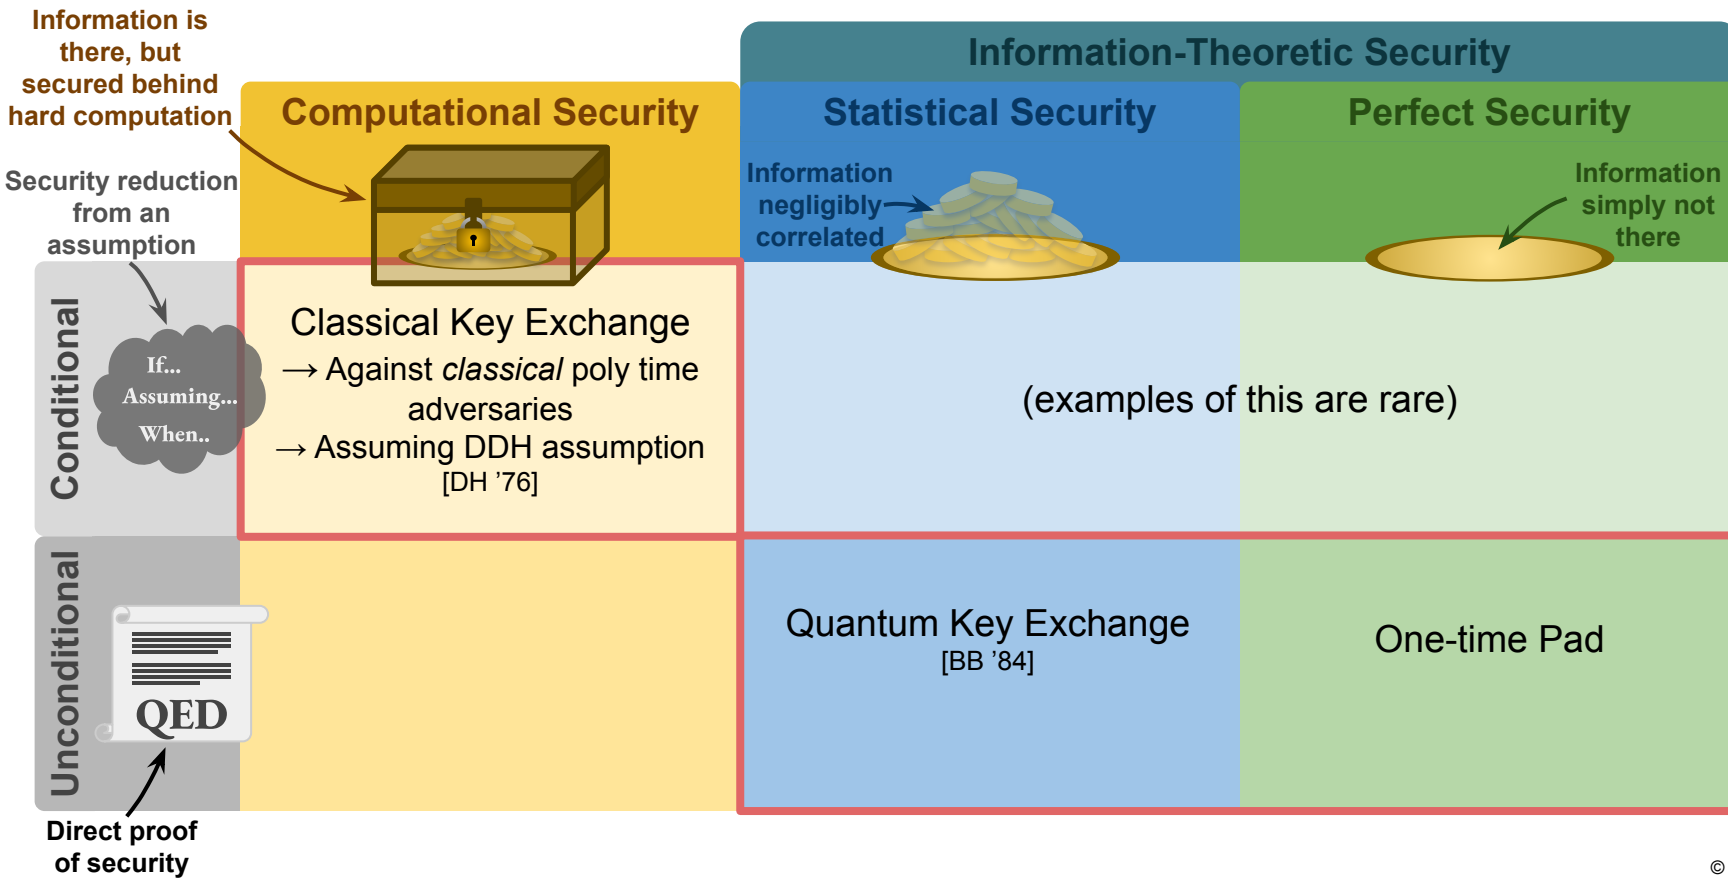 Information is
there, but
secured behind
hard computation
Security reduction
from an
assumption
Information-Theoretic Security
Computational Security
Statistical Security
Perfect Security
Information
negligibly
correlated
Information
simply not
there
Conditional
If...
Assuming...
When..
Classical Key Exchange
→ Against classical poly time
adversaries
→ Assuming DDH assumption
[DH ’76]
(examples of this are rare)
Unconditional
QED
Quantum Key Exchange
[BB ’84]
One-time Pad
Direct proof
of security
©